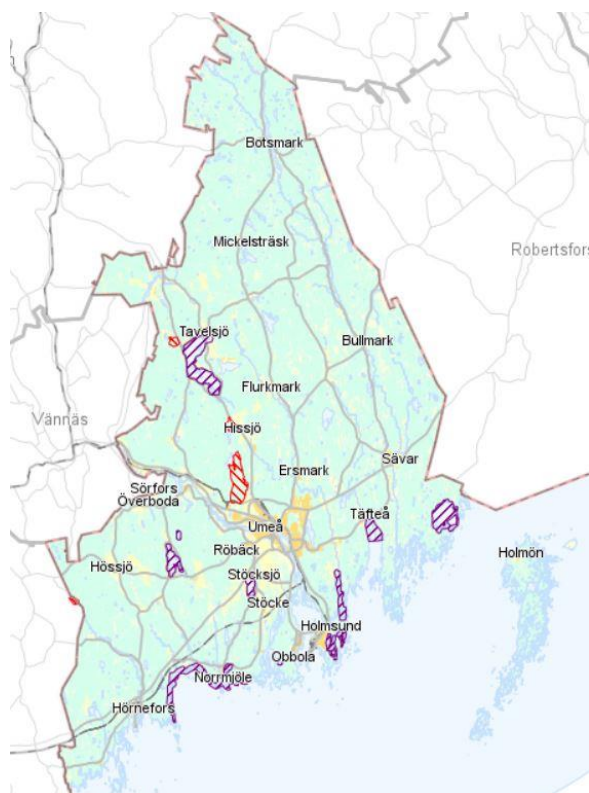 Botsmark
Mickelsträsk
Robertsfors
Tavelsjö
Bullmark
Flurkmark
Vännäs
Hissjö
Sävar
Ersmark
Sörfors
Överboda
Täfteå
Umeå
Röbäck
Holmön
Hössjö
Stöcksjö
Stöcke
Holmsund
Obbola
Norrmjöle
Hörnefors